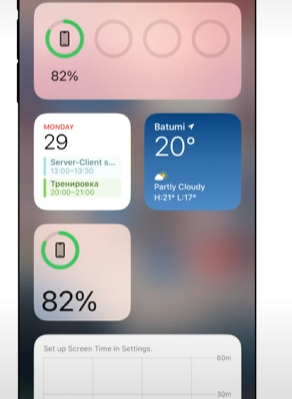 82%
MONDAY
29
Server-Client s...
13:00–13:30
Тренировка
20:00–21:00
Batumi
20°
Partly Cloudy
H:21° L:17°
82%
Set up Screen Time in Settings.
60m
30m